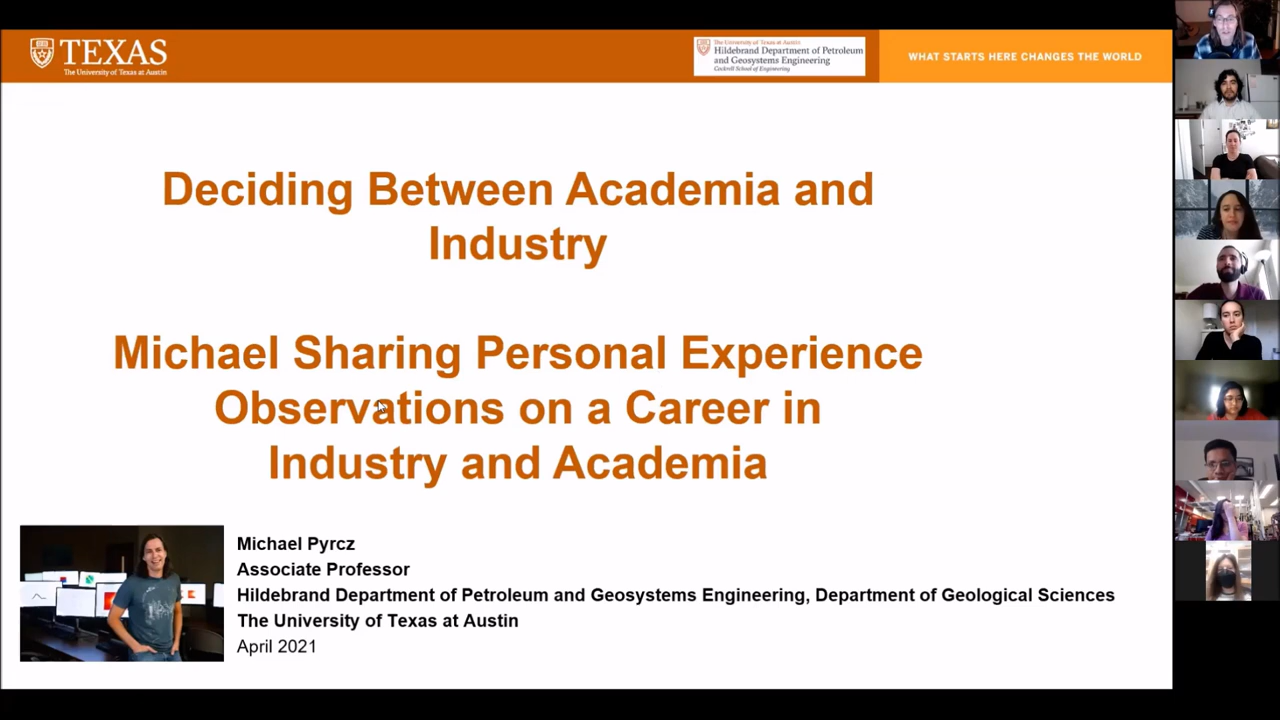 TEXAS
The University of Texas at Austin
The University of Texas at Austin
Hildebrand Department of Petroleum
and Geosystems Engineering
Cockrell School of Engineering
WHAT STARTS HERE CHANGES THE WORLD
Deciding Between Academia and
Industry
Michael Sharing Personal Experience
Observations on a Career in
Industry and Academia
Michael Pyrcz
Associate Professor
Hildebrand Department of Petroleum and Geosystems Engineering, Department of Geological Sciences
The University of Texas at Austin
April 2021